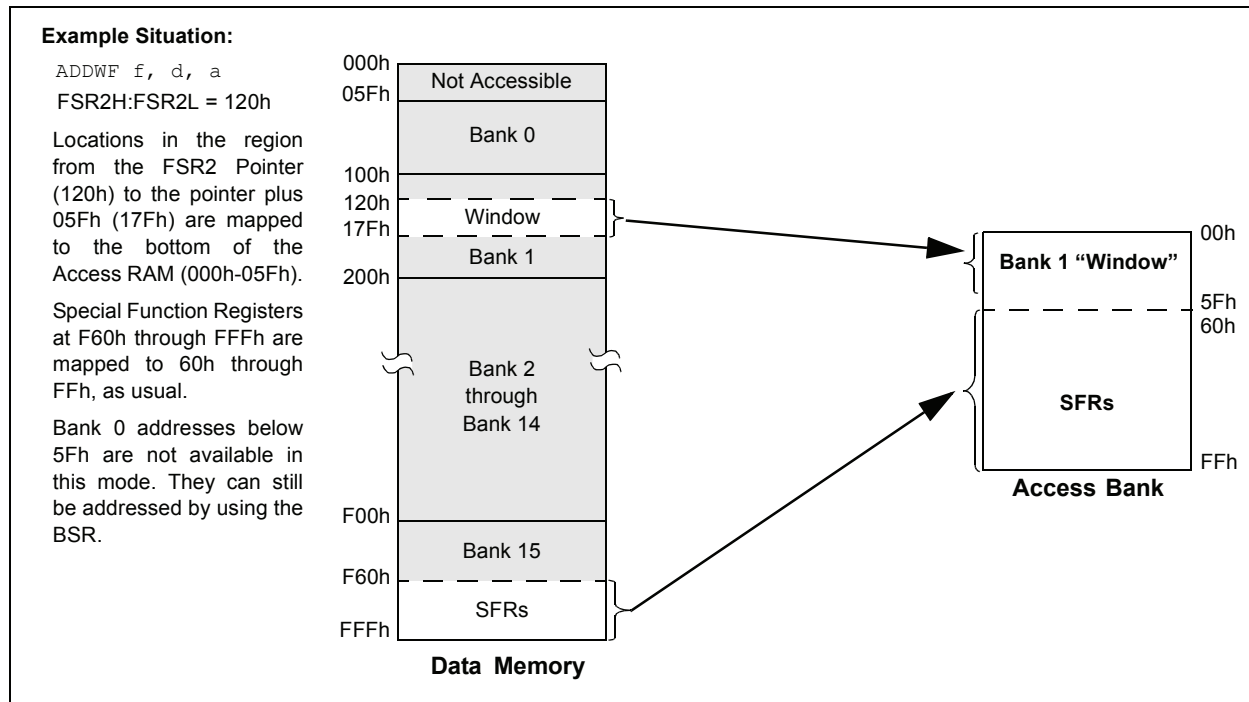 Example Situation:
ADDWF f, d, a
FSR2H:FSR2L = 120h
Locations in the region
from the FSR2 Pointer
(120h) to the pointer plus
05Fh (17Fh) are mapped
to the bottom of the
Access RAM (000h-05Fh).
Special Function Registers
at F60h through FFFh are
mapped to 60h through
FFh, as usual.
Bank 0 addresses below
5Fh are not available in
this mode. They can still
be addressed by using the
BSR.
000h
Not Accessible
05Fh
Bank 0
100h
120h
Window
17Fh
Bank 1
200h
Bank 2
through
Bank 14
F00h
Bank 15
F60h
SFRs
FFFh
Data Memory
00h
Bank 1 “Window”
5Fh
60h
SFRs
FFh
Access Bank